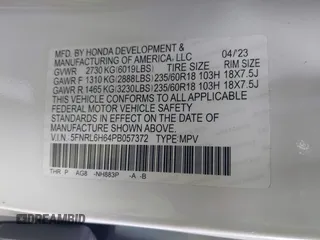 MFD. BY HONDA DEVELOPMENT &
MANUFACTURING OF AMERICA, LLC 04/23
GVWR 2730 KG (6019LBS) TIRE SIZE RIM SIZE
GAWR F 1310 KG (2888LBS) 235/60R18 103H 18X7.5J
GAWR R 1465 KG (3230LBS) 235/60R18 103H 18X7.5J
THIS VEHICLE CONFORMS TO ALL APPLICABLE
FEDERAL MOTOR VEHICLE SAFETY
STANDARDS IN EFFECT ON THE DATE OF
MANUFACTURE SHOWN ABOVE.
V.I.N. 5FNRL6H64PB057372 TYPE:MPV
THR P AG8 -NH883P -A -B
DREAMBID